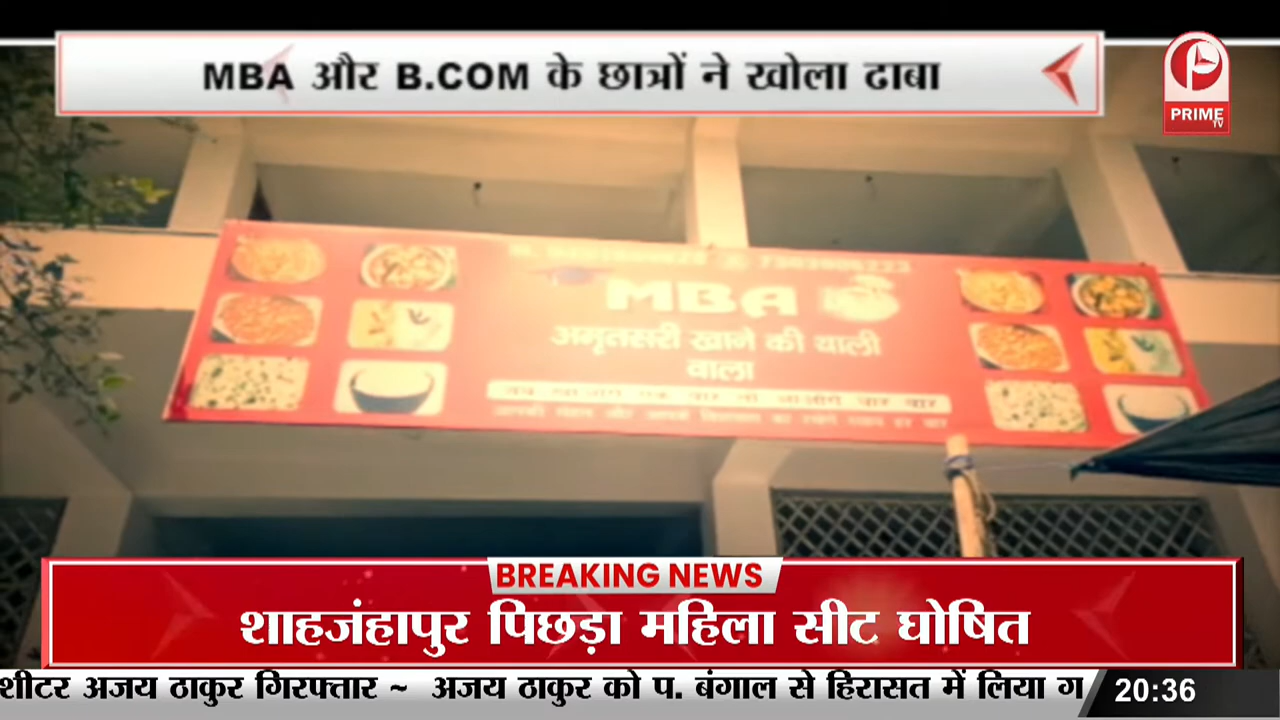 MBA और B.COM के छात्रों ने खोला ढाबा
PRIME
TV
MBA
अमृतसरी खाने की थाली
वाला
BREAKING NEWS
शाहजंहापुर पिछड़ा महिला सीट घोषित
शीटर अजय ठाकुर गिरफ्तार ~ अजय ठाकुर को प. बंगाल से हिरासत में लिया ग
20:36